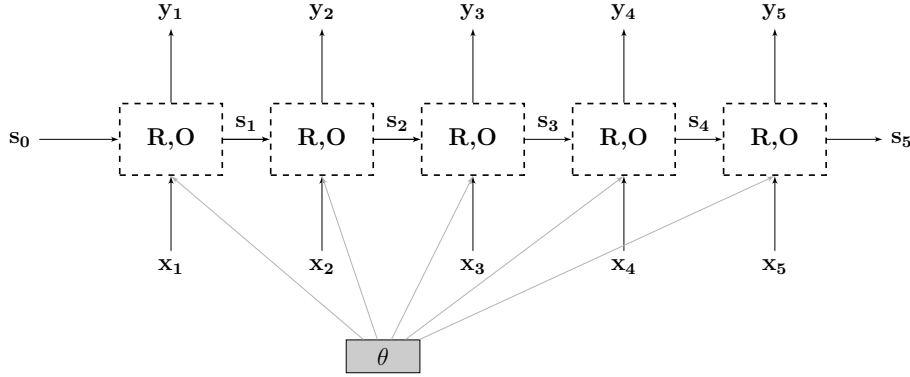 y₁ y₂ y₃ y₄ y₅
s₀ R,O s₁ R,O s₂ R,O s₃ R,O s₄ R,O s₅
x₁ x₂ x₃ x₄ x₅
θ